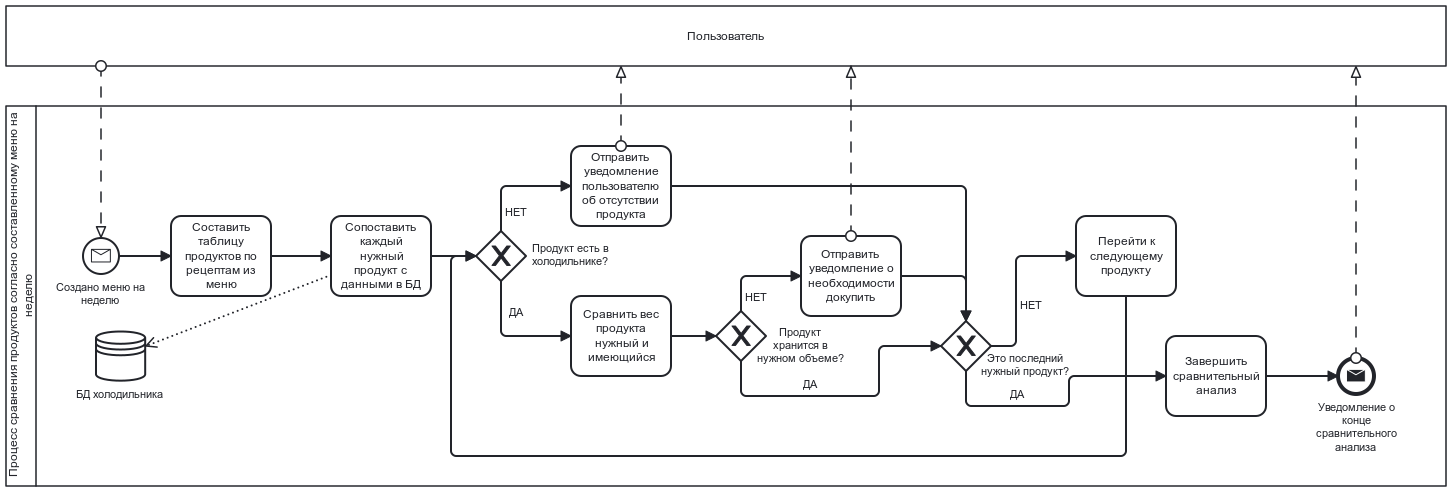 Пользователь
Процесс сравнения продуктов согласно составленному меню на
неделю
Создано меню на
неделю
Составить
таблицу
продуктов по
рецептам из
меню
Сопоставить
каждый
нужный
продукт с
данными в БД
БД холодильника
Продукт есть в
холодильнике?
НЕТ
ДА
Отправить
уведомление
пользователю
об отсутствии
продукта
Сравнить вес
продукта
нужный и
имеющийся
Продукт
хранится в
нужном объеме?
НЕТ
ДА
Отправить
уведомление о
необходимости
докупить
Это последний
нужный продукт?
НЕТ
ДА
Перейти к
следующему
продукту
Завершить
сравнительный
анализ
Уведомление о
конце
сравнительного
анализа